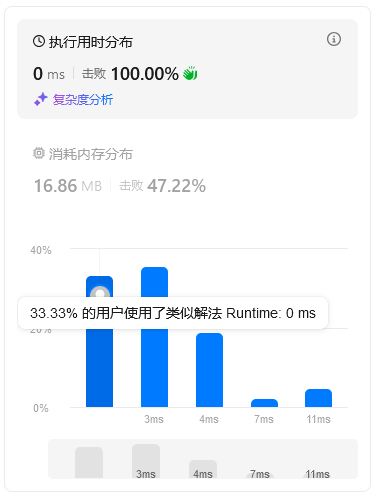 执行用时分布
0 ms | 击败 100.00%
复杂度分析
消耗内存分布
16.86 MB | 击败 47.22%
40%
33.33% 的用户使用了类似解法 Runtime: 0 ms
20%
0%
3ms 4ms 7ms 11ms
3ms 4ms 7ms 11ms